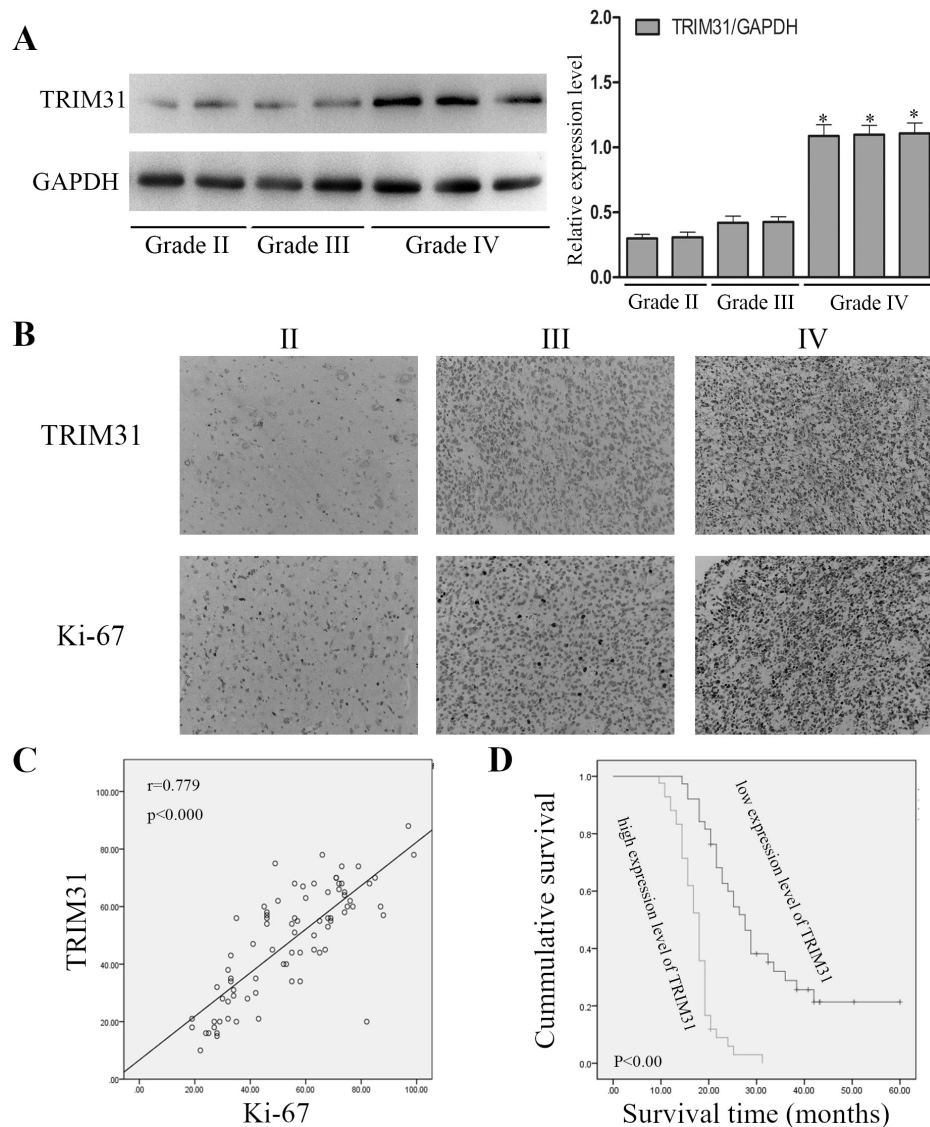 A
TRIM31
GAPDH
Grade II Grade III Grade IV
Relative expression level
2.0
1.5
1.0
0.5
0.0
TRIM31/GAPDH
* * *
Grade II Grade III Grade IV
B
II III IV
TRIM31
Ki-67
C
r=0.779
p<0.000
TRIM31
100.00
80.00
60.00
40.00
20.00
.00
.00 20.00 40.00 60.00 80.00 100.00
Ki-67
D
Cummulative survival
1.0
0.8
0.6
0.4
0.2
0.0
high expression level of TRIM31
low expression level of TRIM31
P<0.00
.00 10.00 20.00 30.00 40.00 50.00 60.00
Survival time (months)